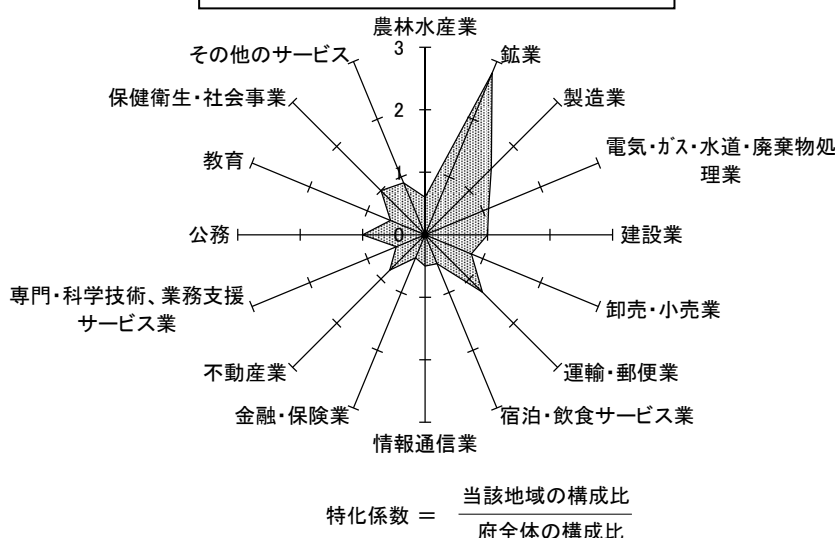 農林水産業
鉱業
製造業
電気・ガス・水道・廃棄物処
理業
建設業
卸売・小売業
運輸・郵便業
宿泊・飲食サービス業
情報通信業
金融・保険業
不動産業
専門・科学技術、業務支援
サービス業
公務
教育
保健衛生・社会事業
その他のサービス
3
2
1
0
特化係数 = 当該地域の構成比
府全体の構成比